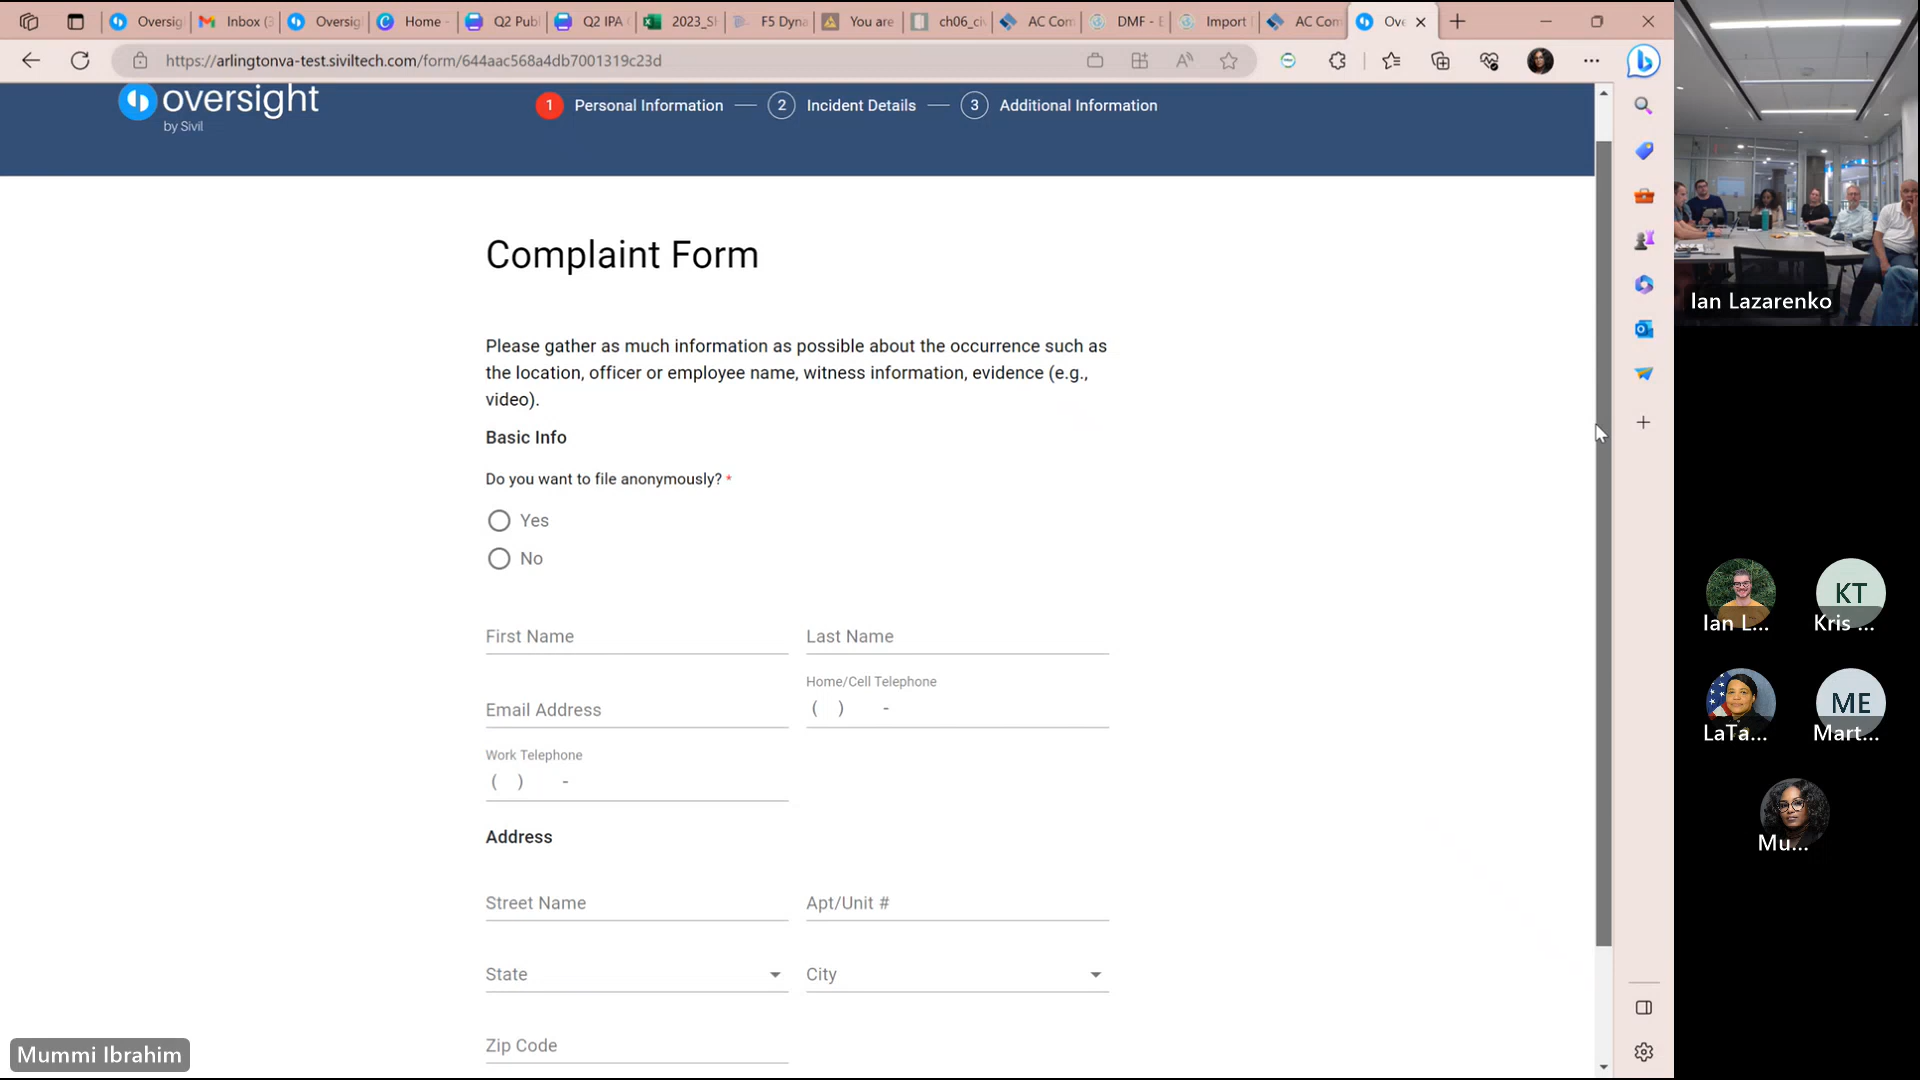 Oversig
Inbox (3
Oversig
Home -
Q2 Pub
Q2 IPA
2023_Sl
F5 Dyna
You are
ch06_civ
AC Com
DMF - E
Import
AC Com
Ove
https://arlingtonva-test.siviltech.com/form/644aac568a4db7001319c23d
oversight
by Sivil
1 Personal Information
2 Incident Details
3 Additional Information
Complaint Form
Please gather as much information as possible about the occurrence such as
the location, officer or employee name, witness information, evidence (e.g.,
video).
Basic Info
Do you want to file anonymously? *
Yes
No
First Name
Last Name
Email Address
Home/Cell Telephone
( ) -
Work Telephone
( ) -
Address
Street Name
Apt/Unit #
State
City
Zip Code
Mummi Ibrahim
Ian Lazarenko
Ian L...
KT
Kris ...
LaTa...
ME
Mart...
Mu...